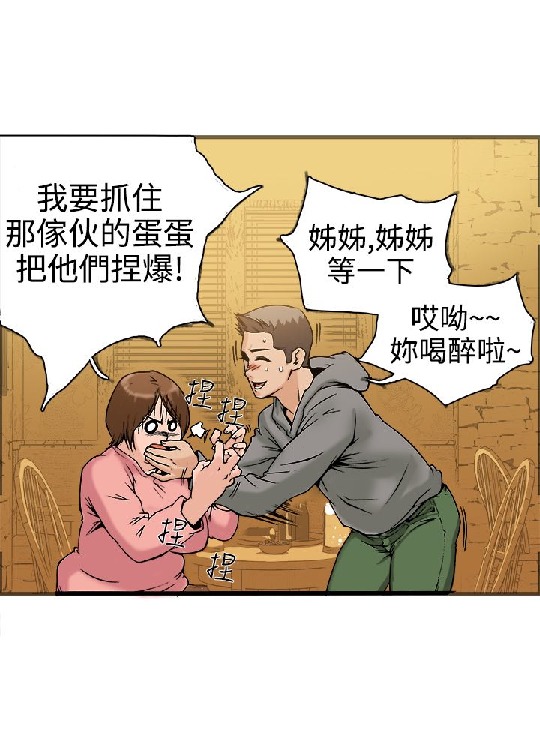 我要抓住
那傢伙的蛋蛋
把他們捏爆!
姊姊,姊姊
等一下
哎呦~~
妳喝醉啦~
捏
捏
捏
捏